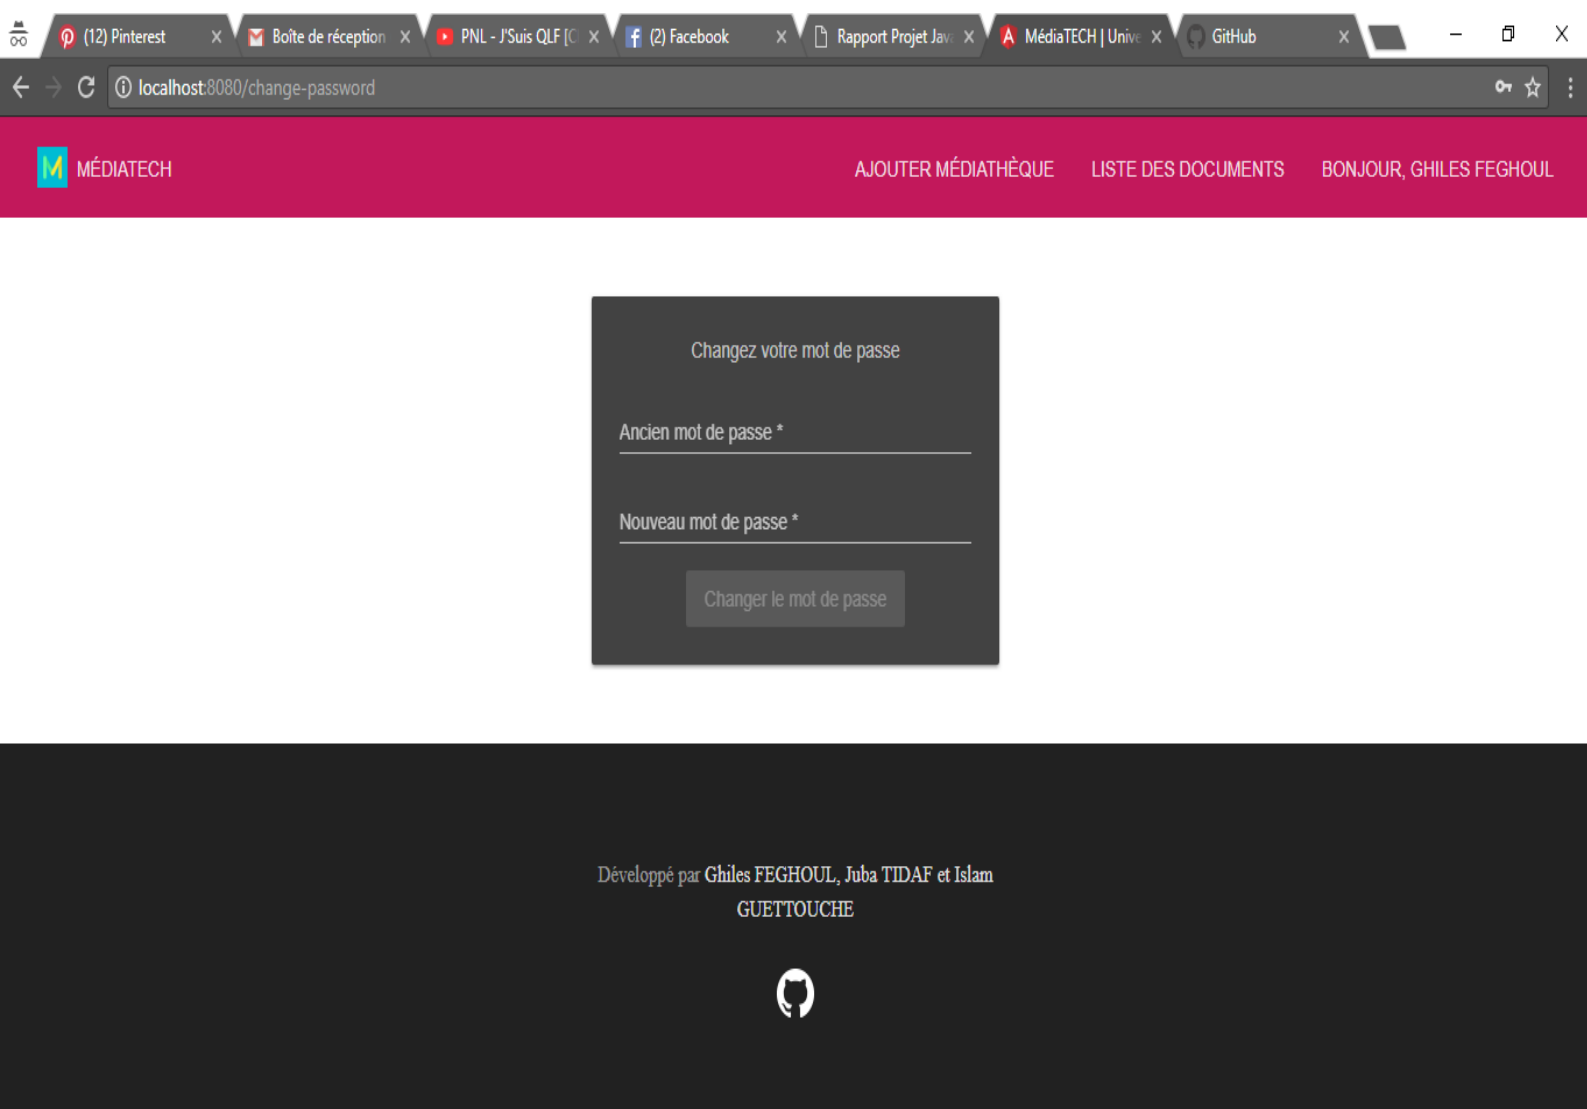 (12) Pinterest
Boîte de réception
PNL - J'Suis QLF [C
(2) Facebook
Rapport Projet Java
MédiaTECH | Unive
GitHub
localhost:8080/change-password
M MÉDIATECH
AJOUTER MÉDIATHÈQUE
LISTE DES DOCUMENTS
BONJOUR, GHILES FEGHOUL
Changez votre mot de passe
Ancien mot de passe *
Nouveau mot de passe *
Changer le mot de passe
Développé par Ghiles FEGHOUL, Juba TIDAF et Islam
GUETTOUCHE